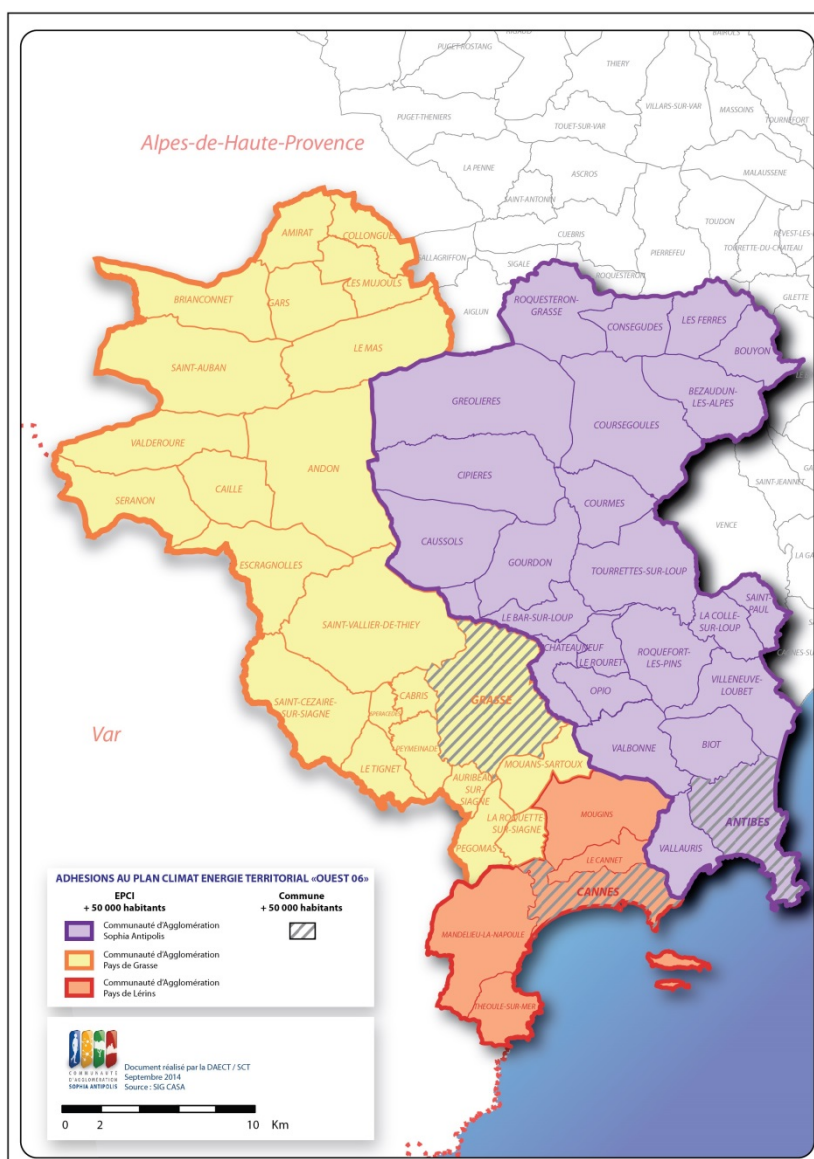 PUGET-ROSTANG
RIGAUD
BAIROLS
THIERY
VILLARS-SUR-VAR
MASSOINS
TOURNEFORT
PUGET-THENIERS
TOUET-SUR-VAR
Alpes-de-Haute-Provence
LA PENNE
ASCROS
MALAUSSENE
SAINT-ANTONIN
TOUDON
CUEBRIS
PIERREFEU
TOURETTE-DU-CHATEAU
SIGALE
ROQUESTERON
GILETTE
AIGLUN
AMIRAT
COLLONGUES
BRIANCONNET
GARS
LES MUJOULS
LE MAS
SAINT-AUBAN
ROQUESTERON-
GRASSE
CONSEGUDES
LES FERRES
BOUYON
BEZAUDUN-
LES-ALPES
GREOLIERES
COURSEGOULES
VALDEROURE
ANDON
CIPIERES
SERANON
CAILLE
COURMES
SAINT-JEANNET
VENCE
CAUSSOLS
GOURDON
ESCRAGNOLLES
TOURRETTES-SUR-LOUP
SAINT-
PAUL
LA COLLE-
SUR-LOUP
SAINT-VALLIER-DE-THIEY
LE BAR-SUR-LOUP
CHATEAUNEUF
LE ROURET
ROQUEFORT-
LES-PINS
OPIO
VILLENEUVE-
LOUBET
SAINT-CEZAIRE-
SUR-SIAGNE
CABRIS
GRASSE
Var
PEYMEINADE
LE TIGNET
VALBONNE
BIOT
MOUANS-SARTOUX
AURIBEAU-
SUR-
SIAGNE
LA ROQUETTE
SUR-SIAGNE
MOUGINS
ANTIBES
PEGOMAS
LE CANNET
VALLAURIS
CANNES
MANDELIEU-LA-NAPOULE
THEOULE-SUR-MER
ADHESIONS AU PLAN CLIMAT ENERGIE TERRITORIAL «OUEST 06»
EPCI
+ 50 000 habitants
Commune
+ 50 000 habitants
Communauté d'Agglomération
Sophia Antipolis
Communauté d'Agglomération
Pays de Grasse
Communauté d'Agglomération
Pays de Lérins
COMMUNAUTÉ
D'AGGLOMÉRATION
SOPHIA ANTIPOLIS
Document réalisé par la DAECT / SCT
Septembre 2014
Source : SIG CASA
0 2 10 Km